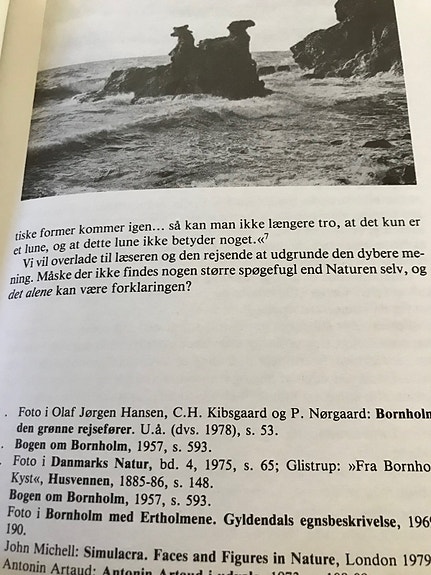 tiske former kommer igen... så kan man ikke længere tro, at det kun er
et lune, og at dette lune ikke betyder noget.«7
Vi vil overlade til læseren og den rejsende at udgrunde den dybere me-
ning. Måske der ikke findes nogen større spøgefugl end Naturen selv, og
det alene kan være forklaringen?
. Foto i Olaf Jørgen Hansen, C.H. Kibsgaard og P. Nørgaard: Bornholm
den grønne rejsefører. U.å. (dvs. 1978), s. 53.
. Bogen om Bornholm, 1957, s. 593.
. Foto i Danmarks Natur, bd. 4, 1975, s. 65; Glistrup: »Fra Bornho
Kyst«, Husvennen, 1885-86, s. 148.
Bogen om Bornholm, 1957, s. 593.
Foto i Bornholm med Ertholmene. Gyldendals egnsbeskrivelse, 196
190.
John Michell: Simulacra. Faces and Figures in Nature, London 1979
Antonin Artaud: Antonin Artaud